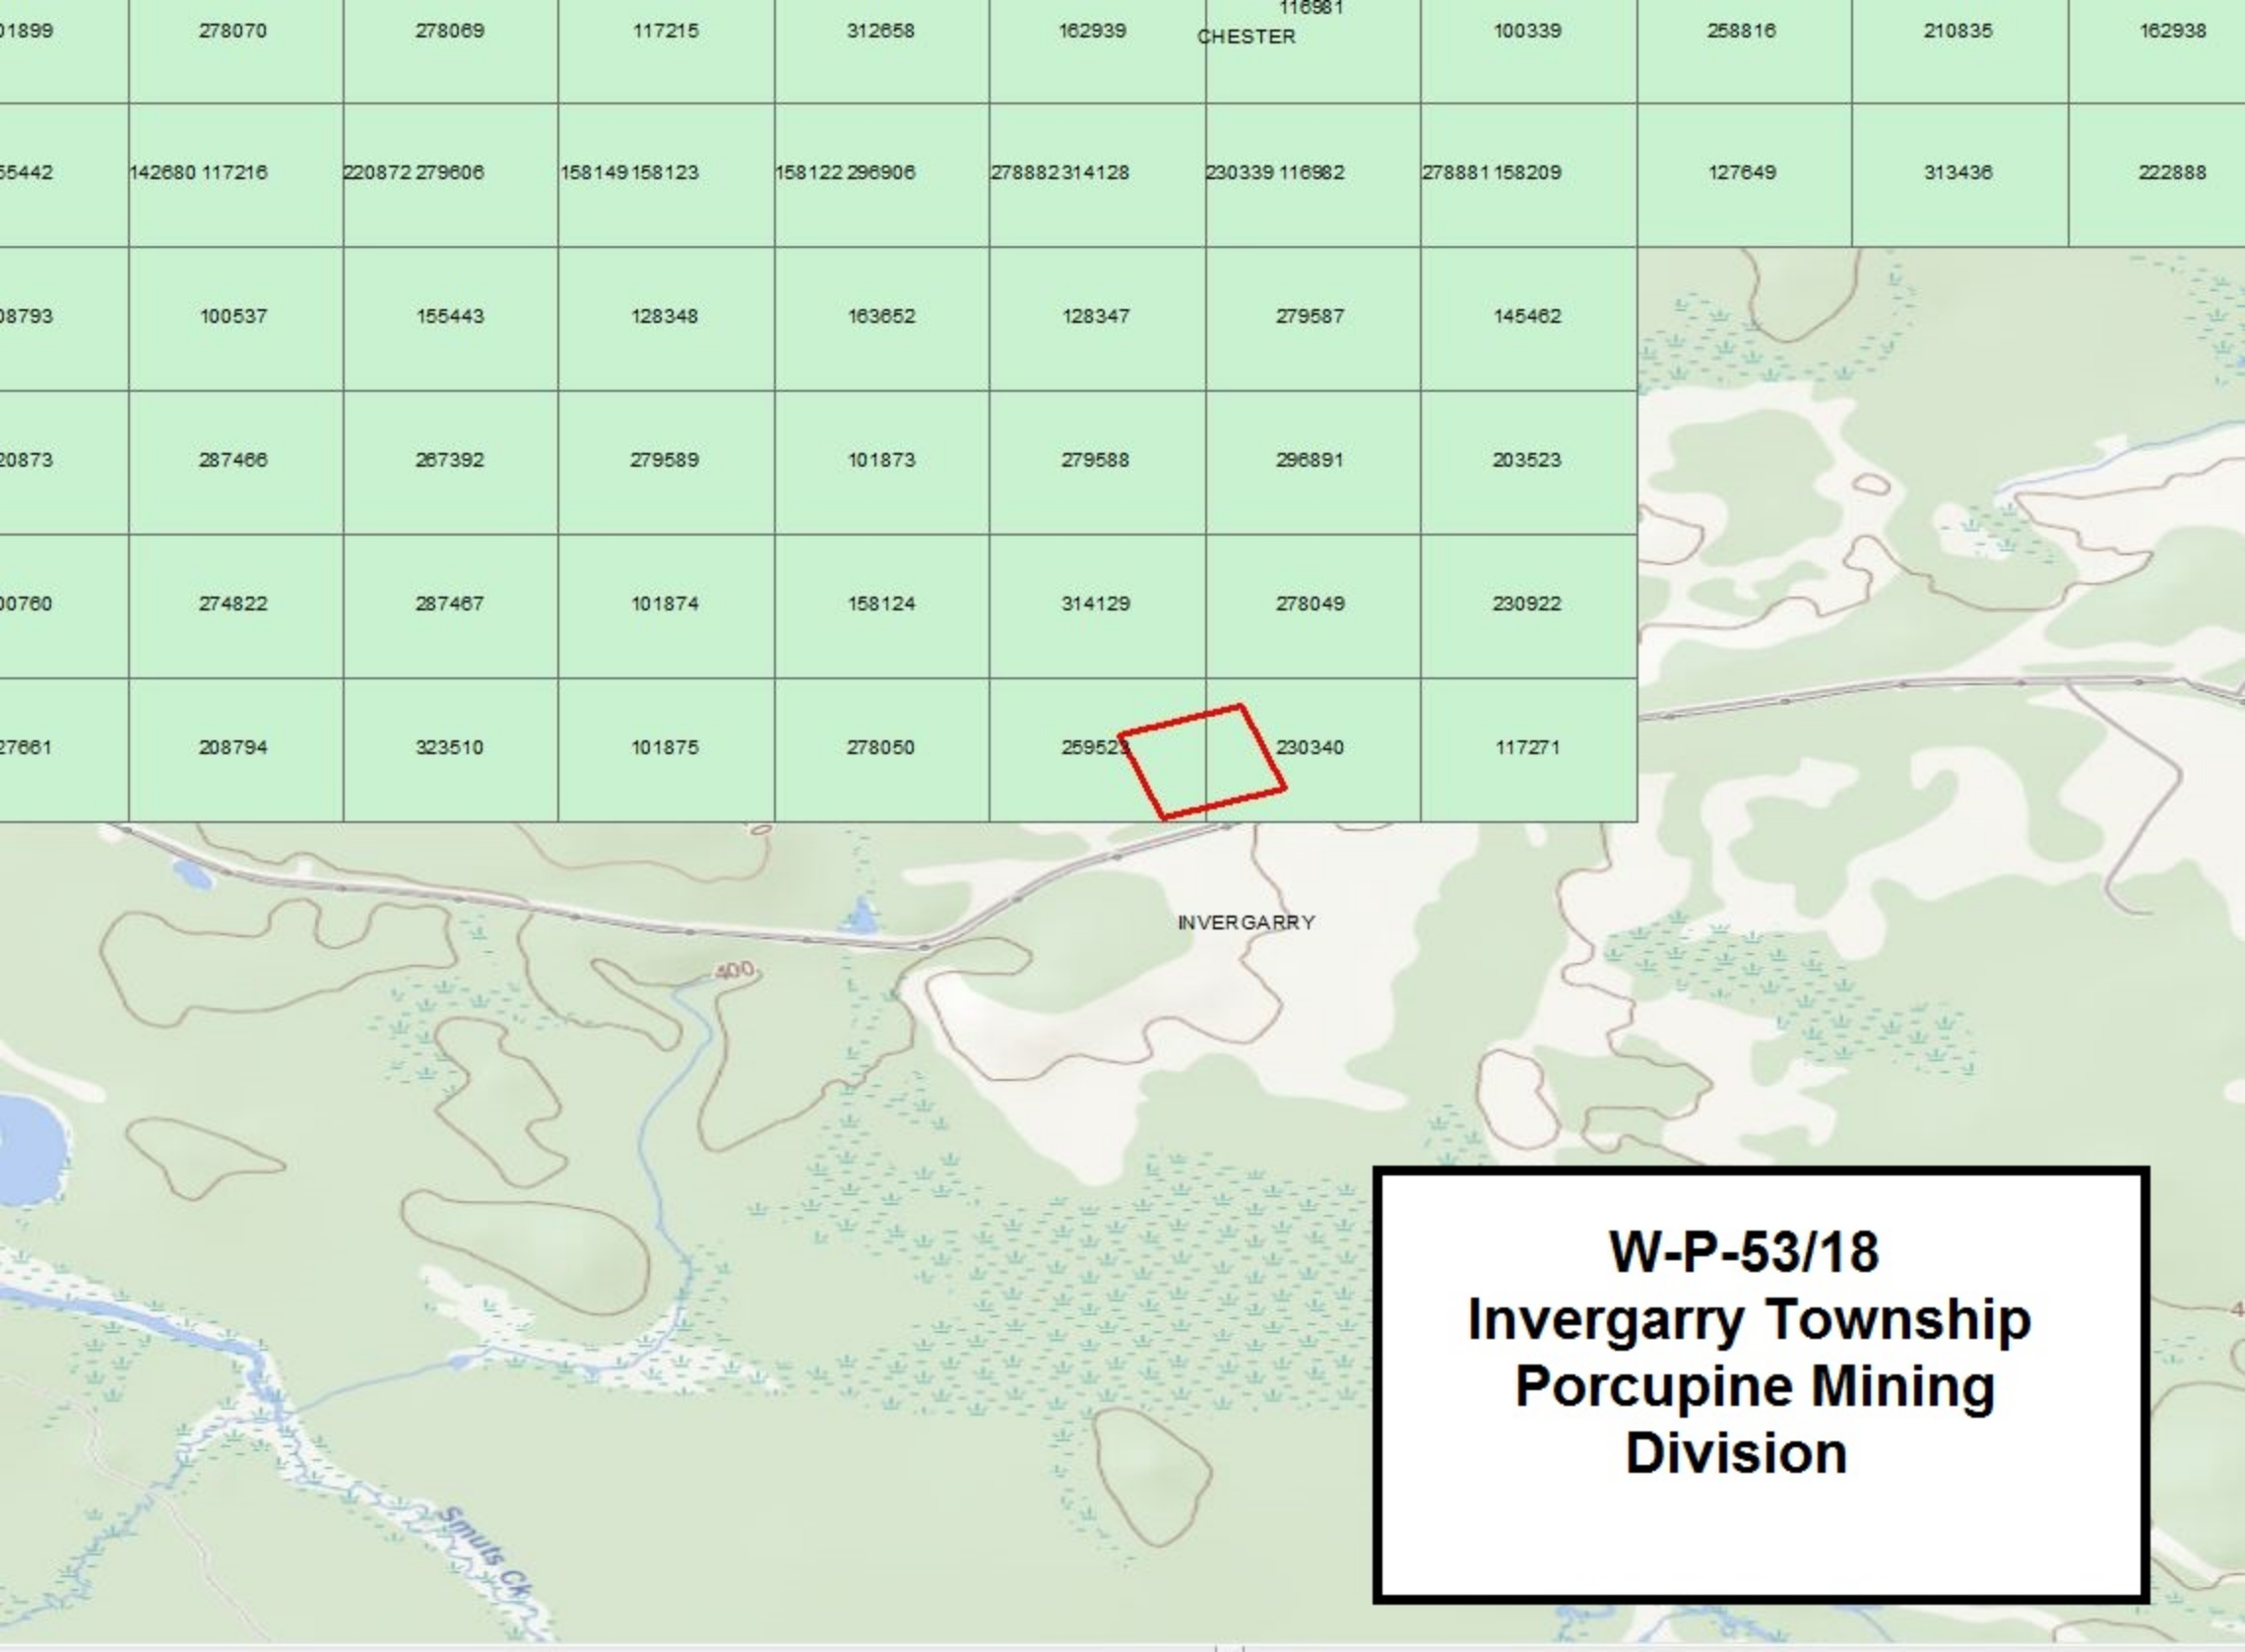 116981
01899 278070 278069 117215 312658 162939 CHESTER 100339 258816 210835 162938
55442 142680 117216 220872 279606 158149 158123 158122 296906 278882 314128 230339 116982 278881 158209 127649 313436 222888
08793 100537 155443 128348 163652 128347 279587 145462
20873 287466 267392 279589 101873 279588 296891 203523
00760 274822 287467 101874 158124 314129 278049 230922
27661 208794 323510 101875 278050 259523 230340 117271
INVERGARRY
400
W-P-53/18
Invergarry Township
Porcupine Mining
Division
Smuts Ck